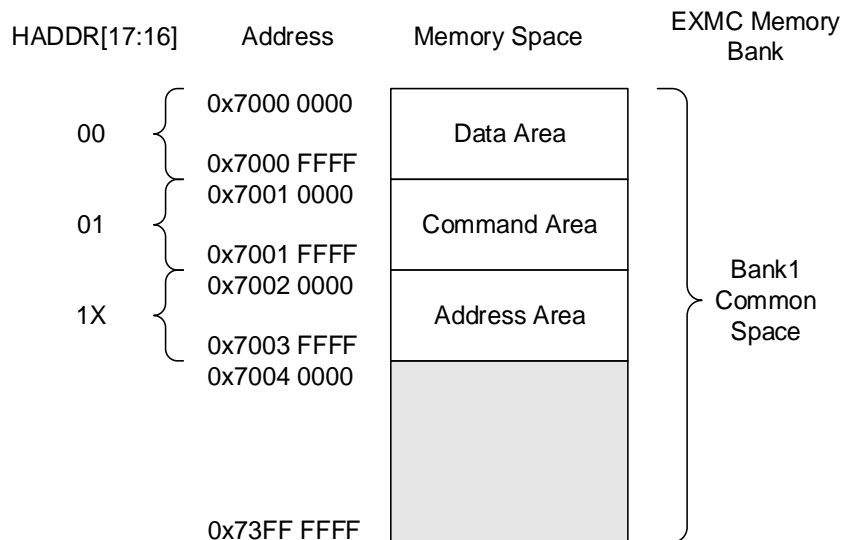 HADDR[17:16] Address Memory Space EXMC Memory Bank
0x7000 0000
00 Data Area
0x7000 FFFF
0x7001 0000
01 Command Area
0x7001 FFFF
0x7002 0000
1X Address Area
0x7003 FFFF
0x7004 0000
Bank1
Common
Space
0x73FF FFFF